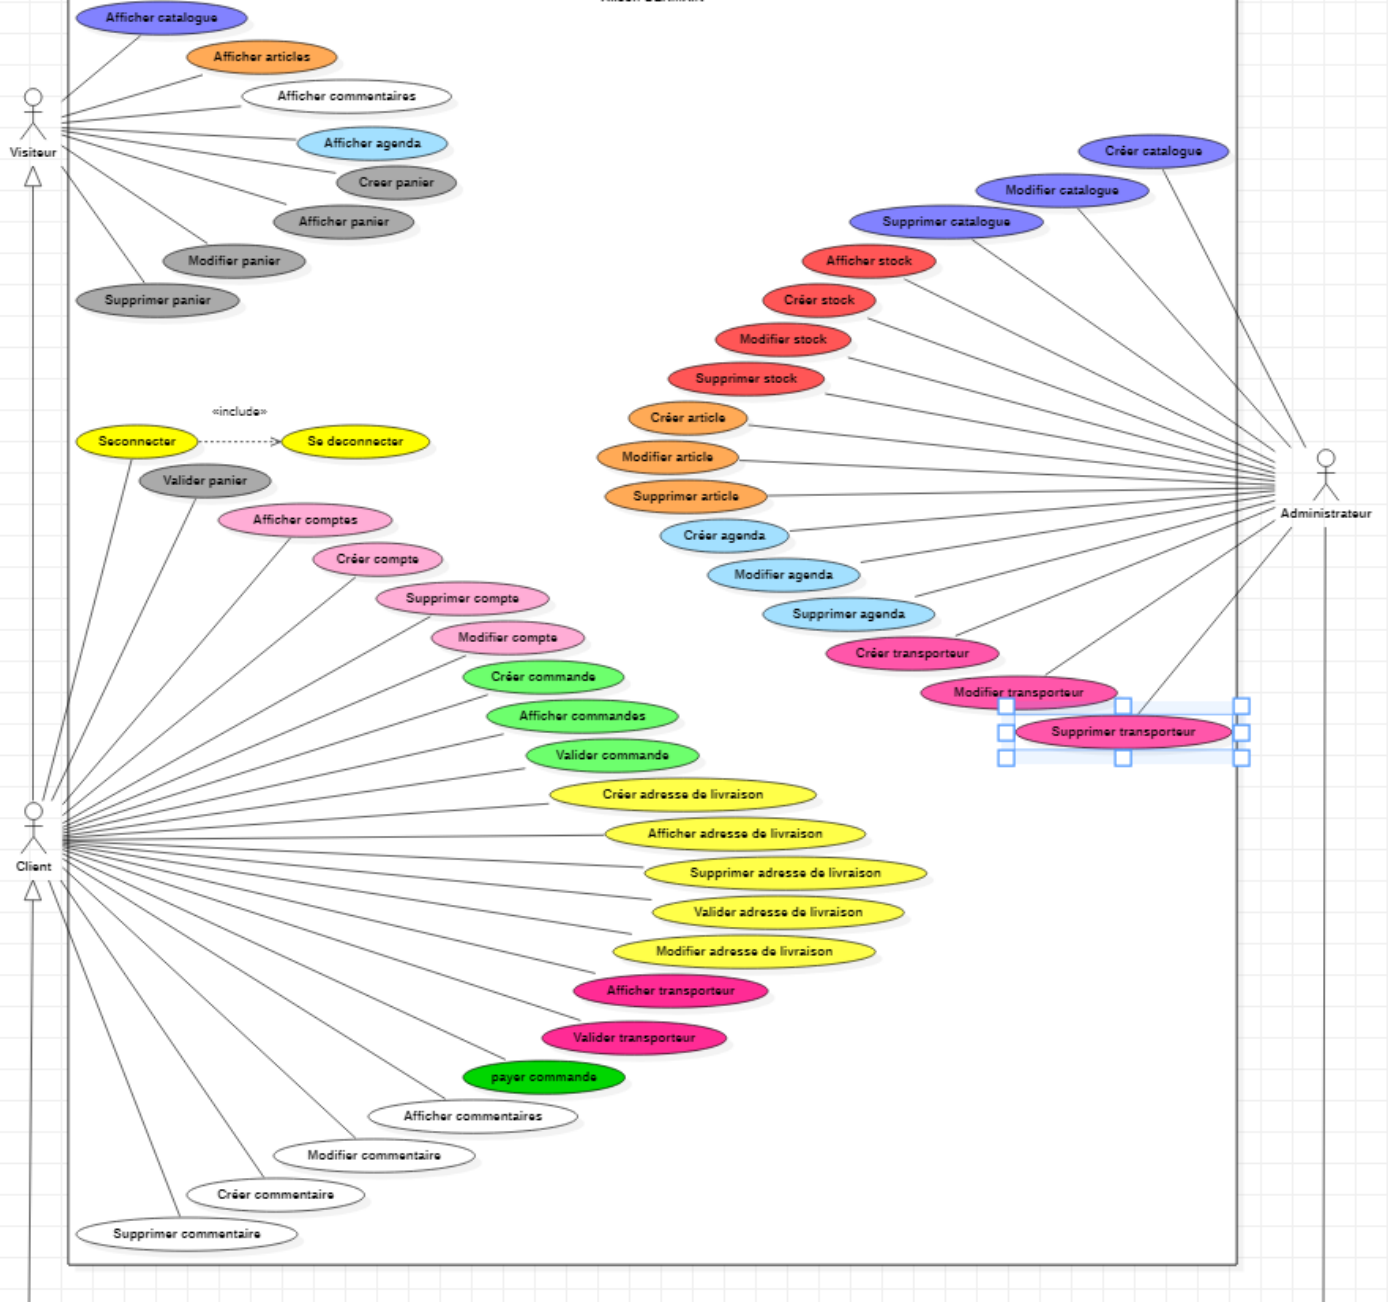 Afficher catalogue
Afficher articles
Afficher commentaires
Afficher agenda
Creer panier
Afficher panier
Modifier panier
Supprimer panier
Visiteur
Créer catalogue
Modifier catalogue
Supprimer catalogue
Afficher stock
Créer stock
Modifier stock
Supprimer stock
Créer article
Modifier article
Supprimer article
Créer agenda
Modifier agenda
Supprimer agenda
Créer transporteur
Modifier transporteur
Supprimer transporteur
Administrateur
«include»
Seconnecter
Se deconnecter
Valider panier
Afficher comptes
Créer compte
Supprimer compte
Modifier compte
Créer commande
Afficher commandes
Valider commande
Créer adresse de livraison
Afficher adresse de livraison
Supprimer adresse de livraison
Valider adresse de livraison
Modifier adresse de livraison
Afficher transporteur
Valider transporteur
payer commande
Afficher commentaires
Modifier commentaire
Créer commentaire
Supprimer commentaire
Client